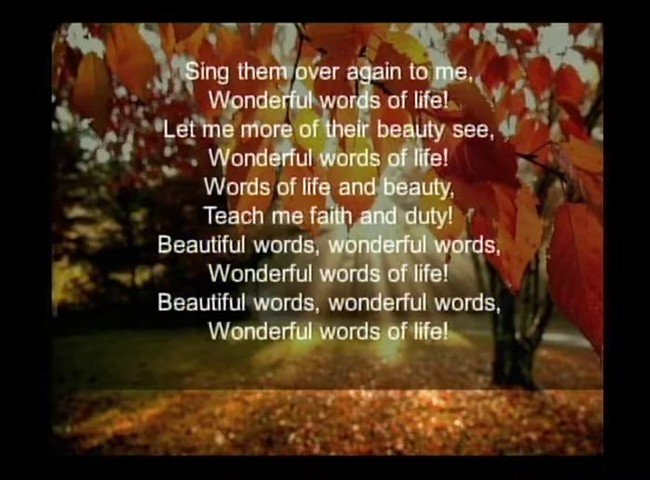 Sing them over again to me,
Wonderful words of life!
Let me more of their beauty see,
Wonderful words of life!
Words of life and beauty,
Teach me faith and duty!
Beautiful words, wonderful words,
Wonderful words of life!
Beautiful words, wonderful words,
Wonderful words of life!